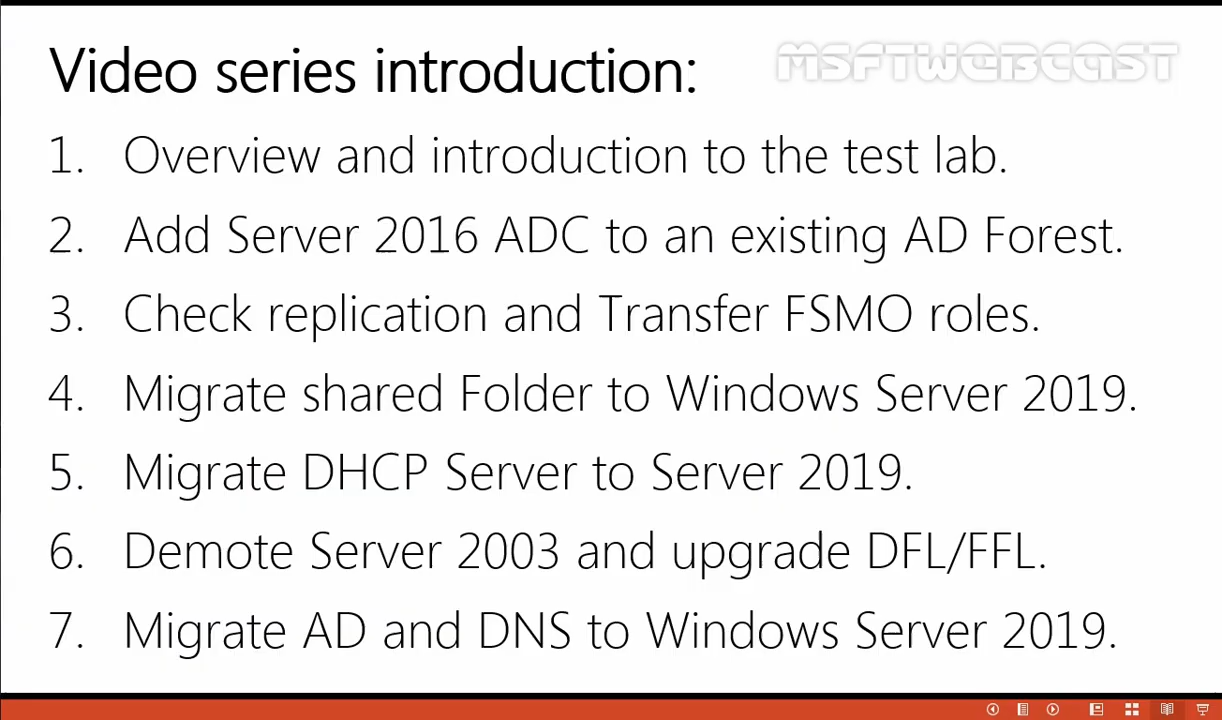 Video series introduction:
MSFTWEBCAST
1. Overview and introduction to the test lab.
2. Add Server 2016 ADC to an existing AD Forest.
3. Check replication and Transfer FSMO roles.
4. Migrate shared Folder to Windows Server 2019.
5. Migrate DHCP Server to Server 2019.
6. Demote Server 2003 and upgrade DFL/FFL.
7. Migrate AD and DNS to Windows Server 2019.